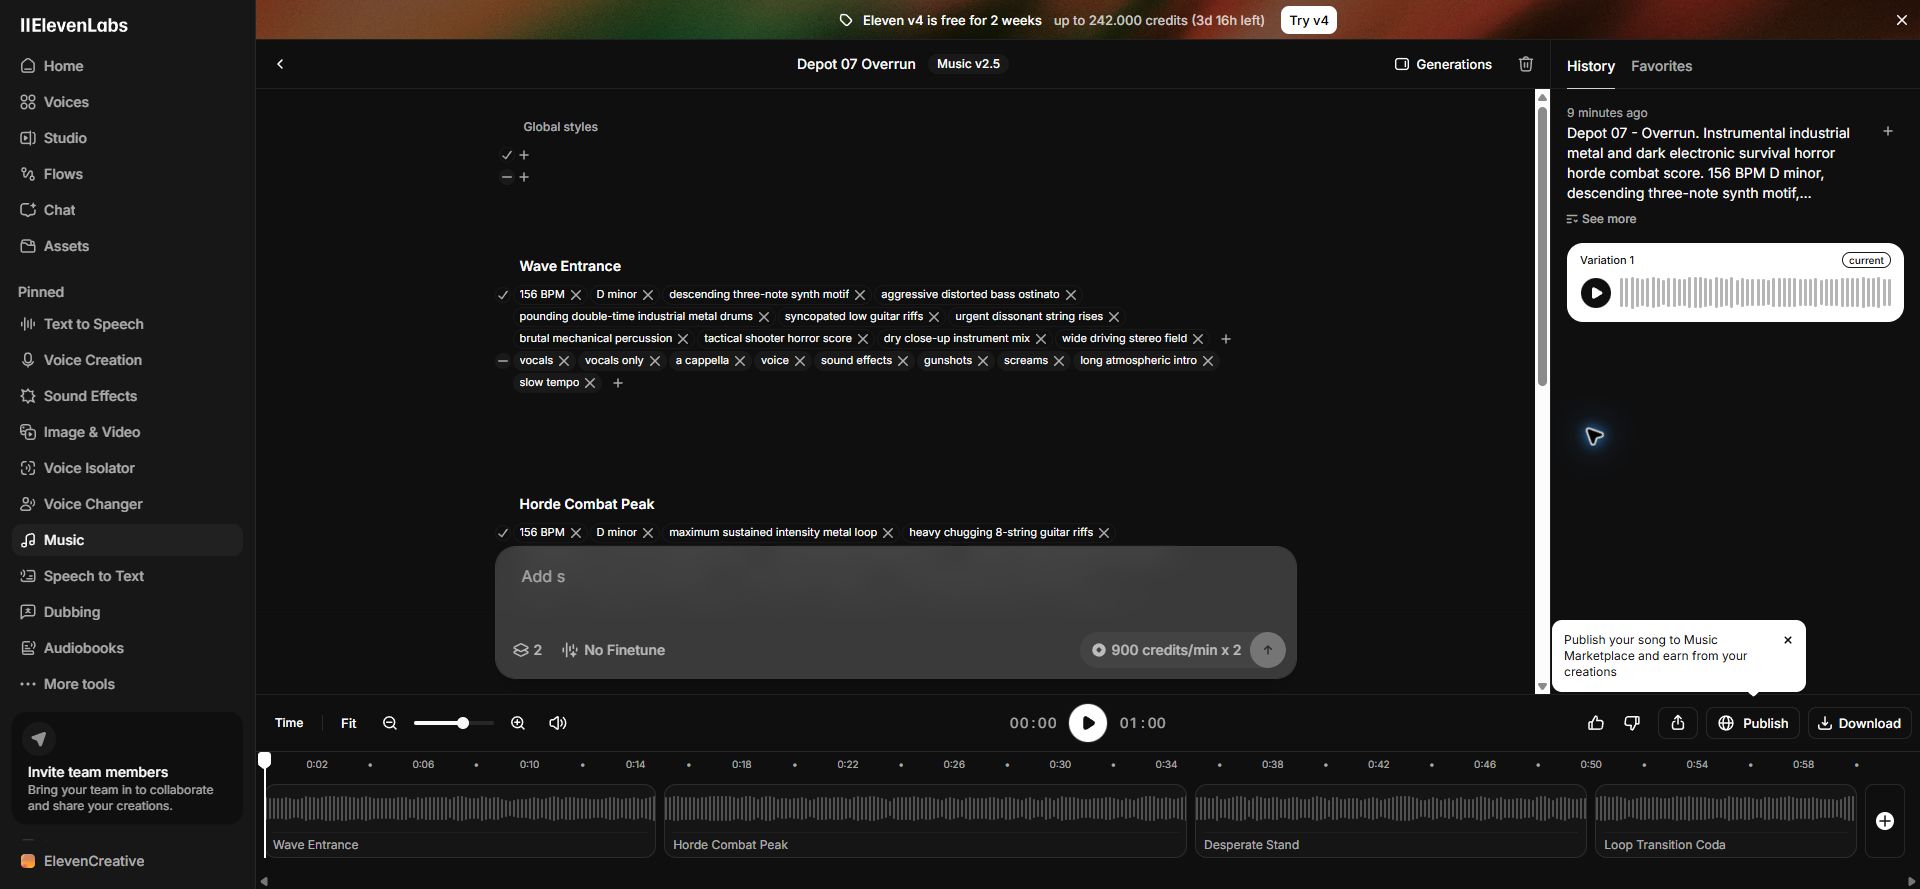 IIElevenLabs
Home
Voices
Studio
Flows
Chat
Assets
Pinned
Text to Speech
Voice Creation
Sound Effects
Image & Video
Voice Isolator
Voice Changer
Music
Speech to Text
Dubbing
Audiobooks
More tools
Invite team members
Bring your team in to collaborate
and share your creations.
ElevenCreative
Eleven v4 is free for 2 weeks up to 242.000 credits (3d 16h left) Try v4
Depot 07 Overrun Music v2.5 Generations
Global styles
Wave Entrance
156 BPM D minor descending three-note synth motif aggressive distorted bass ostinato
pounding double-time industrial metal drums syncopated low guitar riffs urgent dissonant string rises
brutal mechanical percussion tactical shooter horror score dry close-up instrument mix wide driving stereo field
vocals vocals only a cappella voice sound effects gunshots screams long atmospheric intro
slow tempo
Horde Combat Peak
156 BPM D minor maximum sustained intensity metal loop heavy chugging 8-string guitar riffs
Add s
2 No Finetune 900 credits/min x 2
History Favorites
9 minutes ago
Depot 07 - Overrun. Instrumental industrial
metal and dark electronic survival horror
horde combat score. 156 BPM D minor,
descending three-note synth motif,...
See more
Variation 1 current
Publish your song to Music
Marketplace and earn from your
creations
Time Fit 00:00 01:00 Publish Download
0:02 0:06 0:10 0:14 0:18 0:22 0:26 0:30 0:34 0:38 0:42 0:46 0:50 0:54 0:58
Wave Entrance Horde Combat Peak Desperate Stand Loop Transition Coda